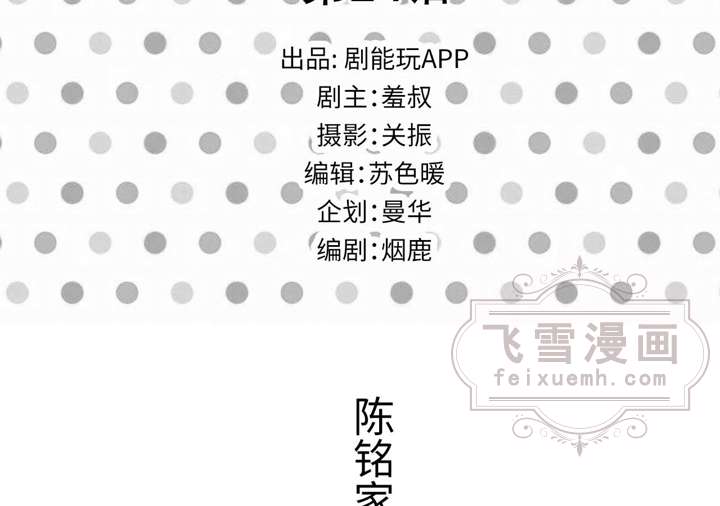 出品: 剧能玩APP
剧主:羞叔
摄影:关振
编辑:苏色暖
企划:曼华
编剧:烟鹿
飞雪漫画
feixuemh.com
陈铭家